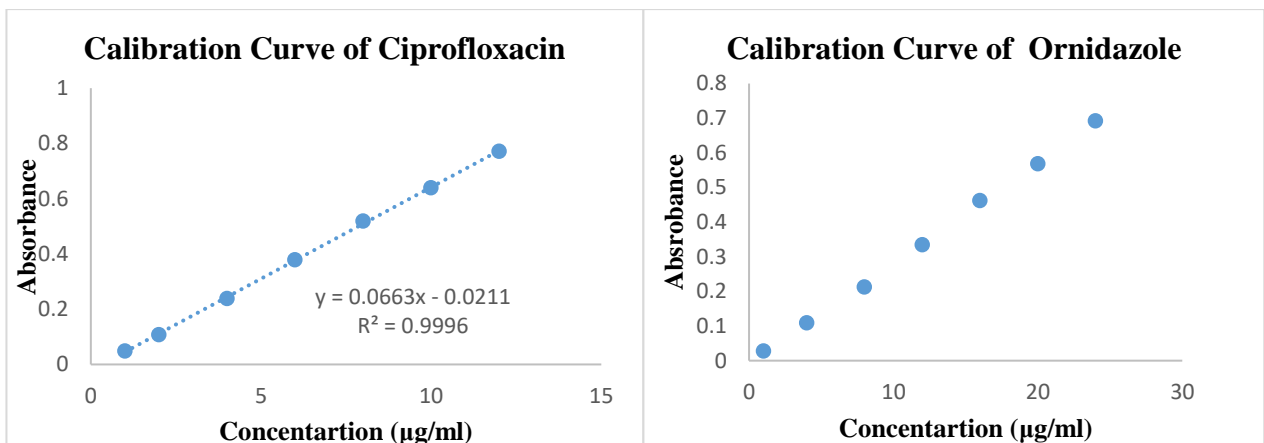 Calibration Curve of Ciprofloxacin
1
0.8
0.6
0.4
0.2
0
Absorbance
y = 0.0663x - 0.0211
R² = 0.9996
0 5 10 15
Concentartion (µg/ml)
Calibration Curve of Ornidazole
0.8
0.7
0.6
0.5
0.4
0.3
0.2
0.1
0
Absrobance
0 10 20 30
Concentartion (µg/ml)